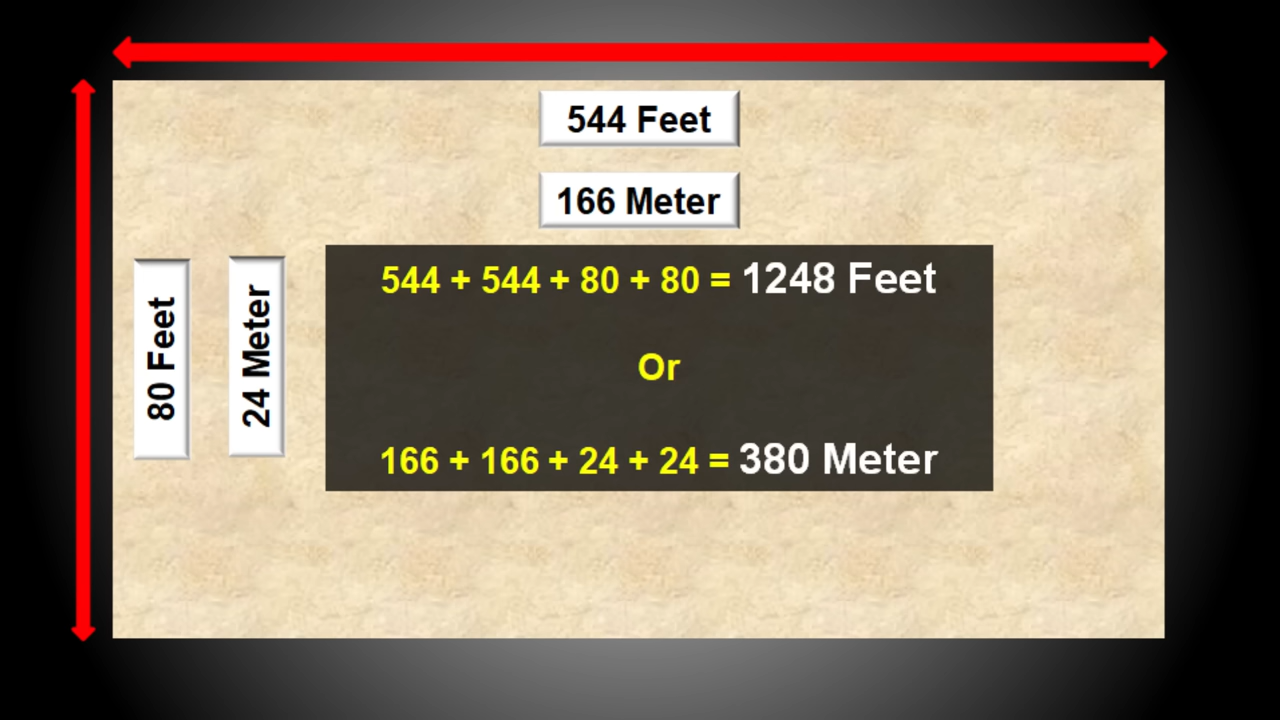 544 Feet
166 Meter
80 Feet
24 Meter
544 + 544 + 80 + 80 = 1248 Feet
Or
166 + 166 + 24 + 24 = 380 Meter